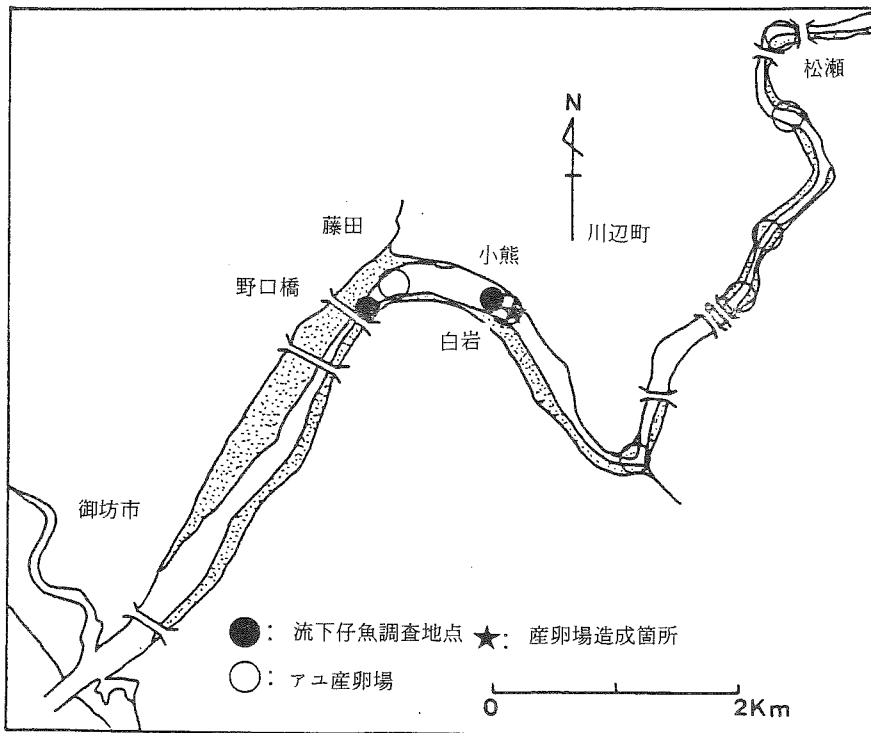 松瀬
N
藤田
川辺町
小熊
野口橋
白岩
御坊市
●: 流下仔魚調査地点 ★: 産卵場造成箇所
○: アユ産卵場
0 2Km